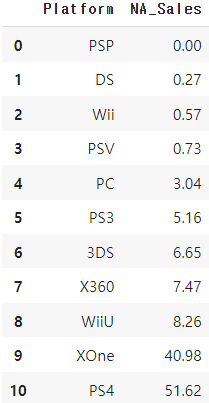 Platform NA_Sales
0 PSP 0.00
1 DS 0.27
2 Wii 0.57
3 PSV 0.73
4 PC 3.04
5 PS3 5.16
6 3DS 6.65
7 X360 7.47
8 WiiU 8.26
9 XOne 40.98
10 PS4 51.62